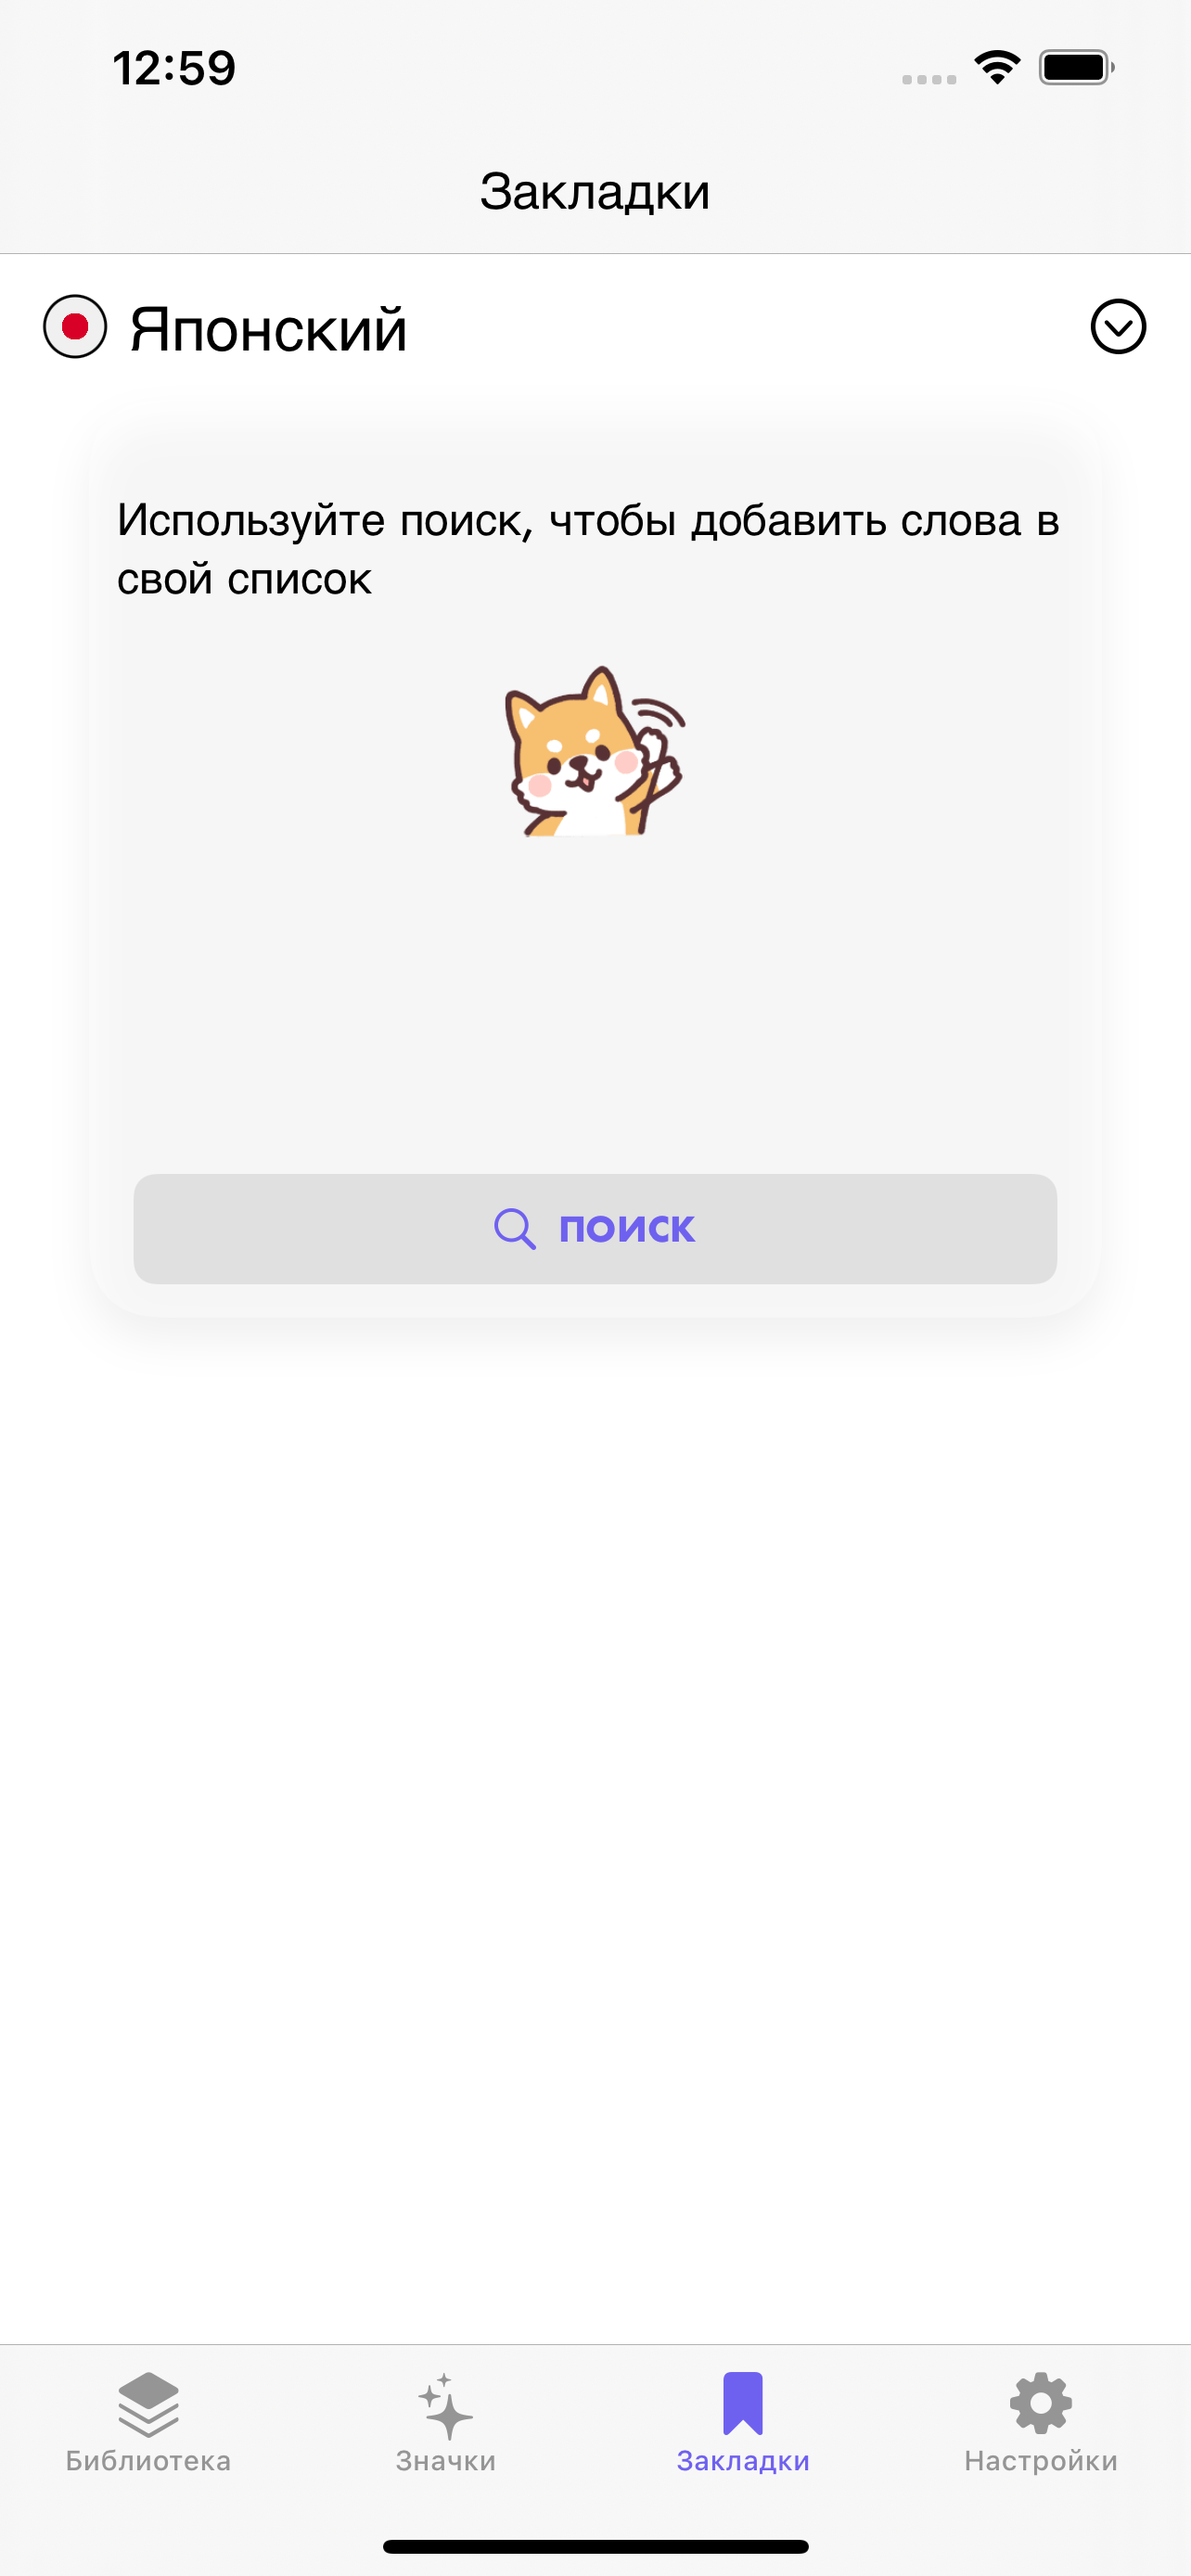 12:59
Закладки
Японский
Используйте поиск, чтобы добавить слова в
свой список
поиск
Библиотека
Значки
Закладки
Настройки